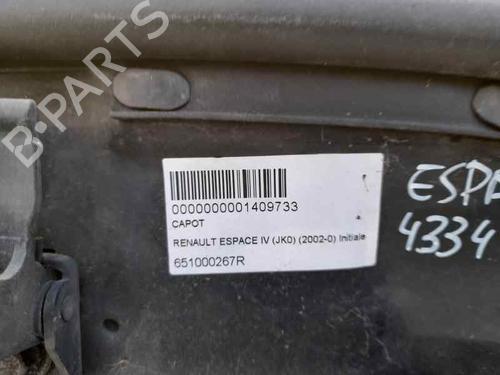 B-PARTS
0000000001409733
CAPOT
RENAULT ESPACE IV (JK0) (2002-0) Initiale
651000267R
ESPA
4334